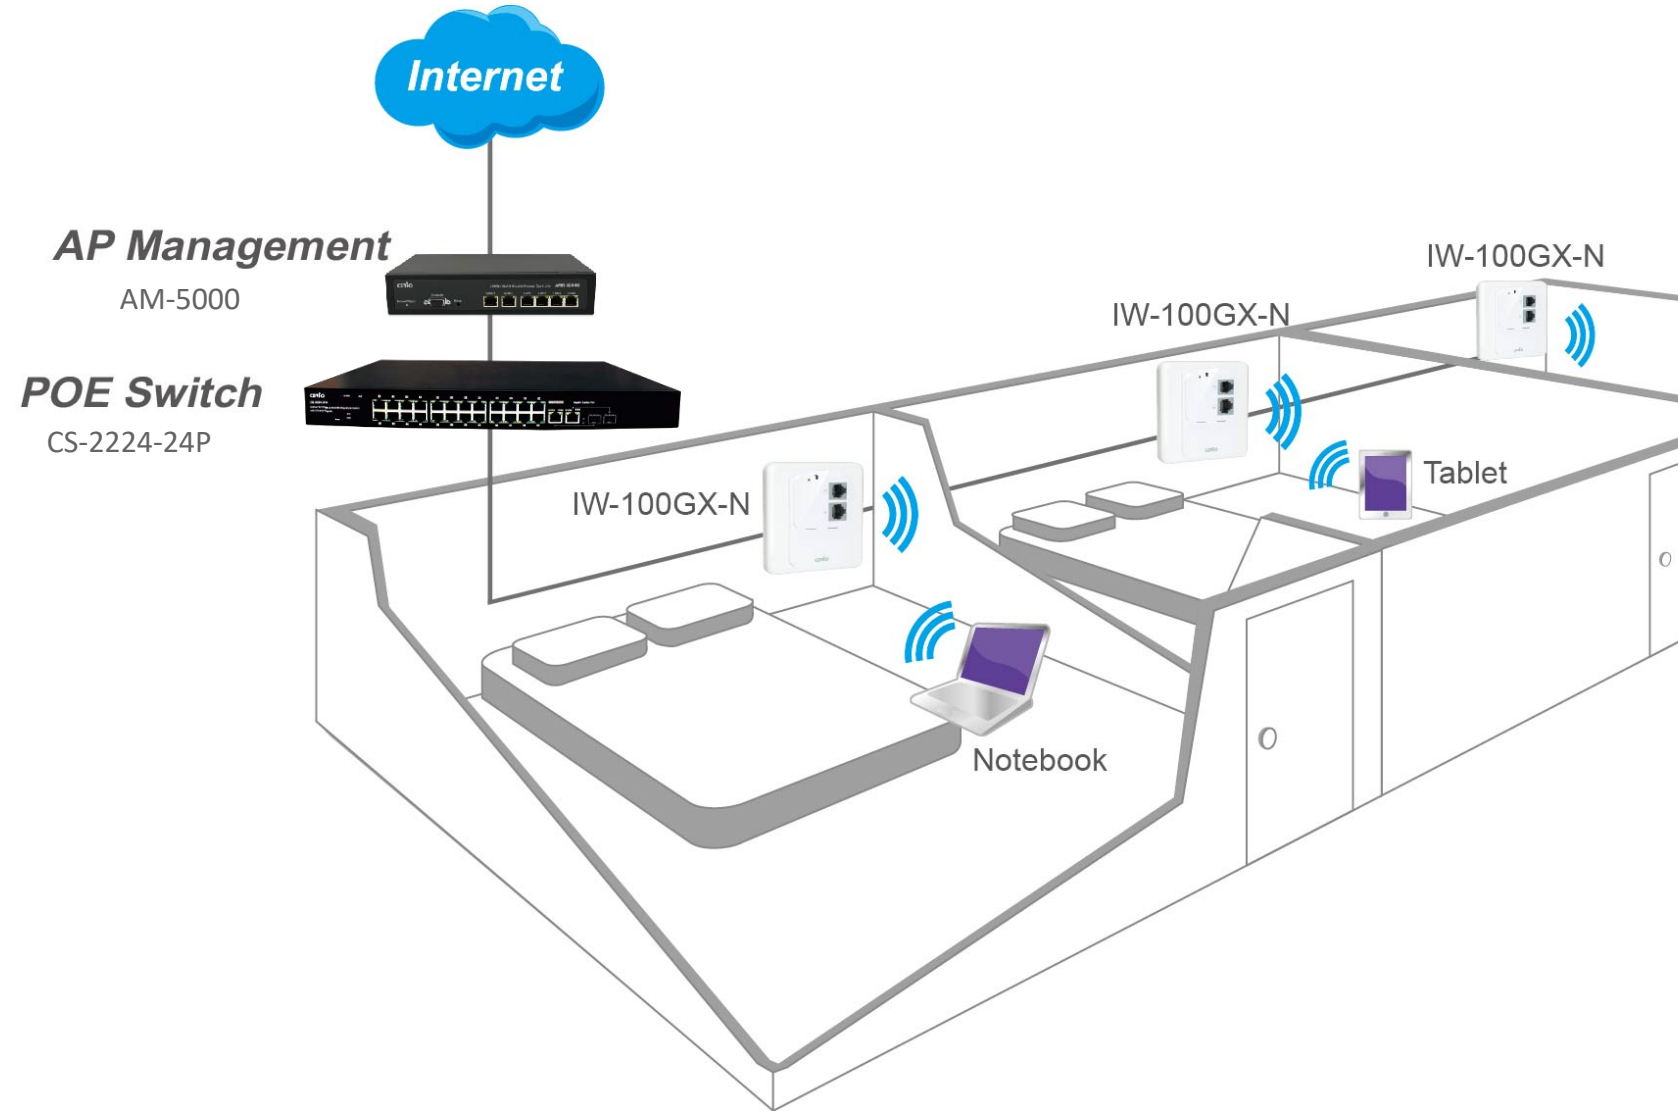 Internet
AP Management
AM-5000
POE Switch
CS-2224-24P
IW-100GX-N
IW-100GX-N
IW-100GX-N
Tablet
Notebook